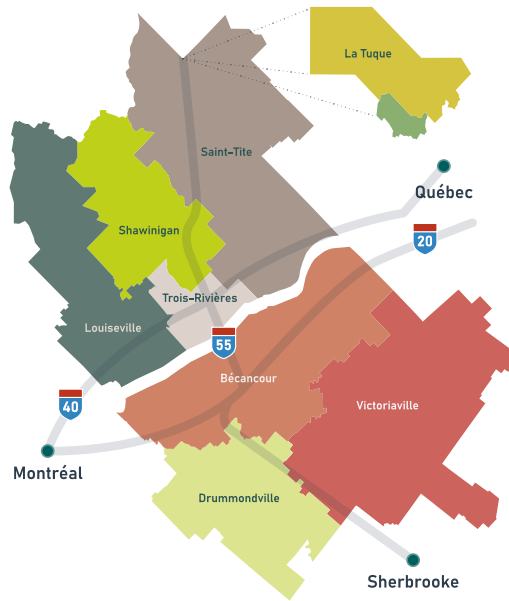 La Tuque
Saint–Tite
Québec
Shawinigan
20
Trois–Rivières
Louiseville
55
Bécancour
40
Victoriaville
Montréal
Drummondville
Sherbrooke